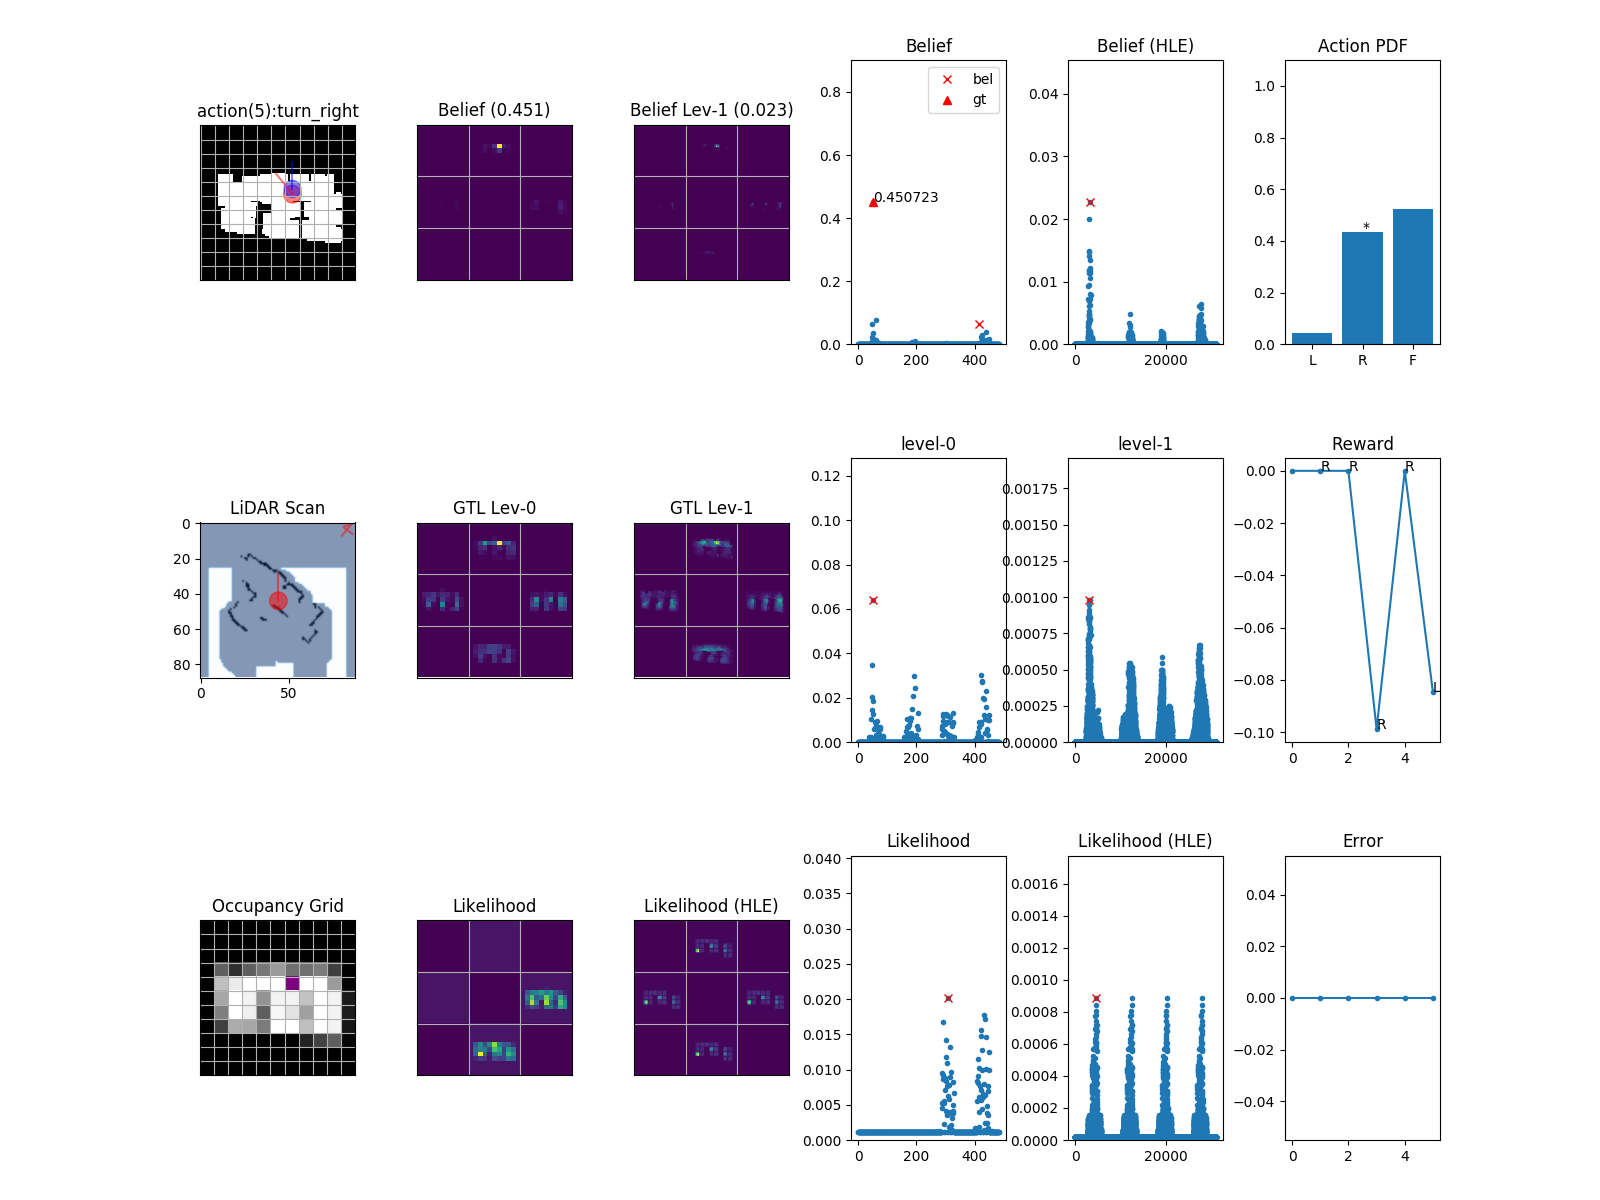 action(5):turn_right
Belief (0.451)
Belief Lev-1 (0.023)
Belief
0.8
0.6
0.4
0.2
0.0
0 200 400
× bel
▲ gt
0.450723
Belief (HLE)
0.04
0.03
0.02
0.01
0.00
0 20000
Action PDF
1.0
0.8
0.6
0.4
0.2
0.0
L R F
*
LiDAR Scan
0
20
40
60
80
0 50
GTL Lev-0
GTL Lev-1
level-0
0.12
0.10
0.08
0.06
0.04
0.02
0.00
0 200 400
level-1
0.00175
0.00150
0.00125
0.00100
0.00075
0.00050
0.00025
0.00000
0 20000
Reward
0.00
−0.02
−0.04
−0.06
−0.08
−0.10
0 2 4
R R R
R
L
Occupancy Grid
Likelihood
Likelihood (HLE)
Likelihood
0.040
0.035
0.030
0.025
0.020
0.015
0.010
0.005
0.000
0 200 400
Likelihood (HLE)
0.0016
0.0014
0.0012
0.0010
0.0008
0.0006
0.0004
0.0002
0.0000
0 20000
Error
0.04
0.02
0.00
−0.02
−0.04
0 2 4